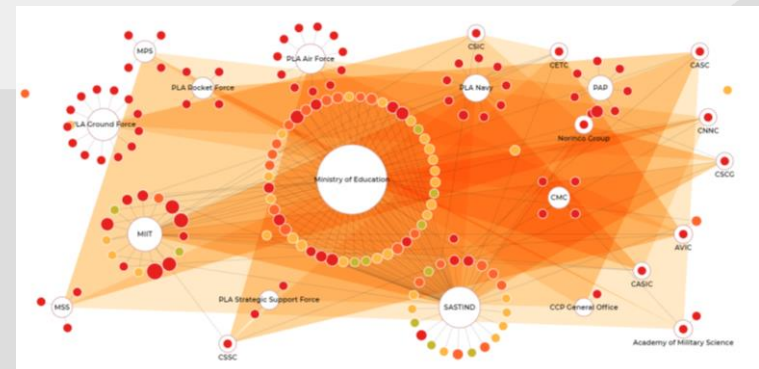 CSIC
MPS
CETC
PLA Air Force
CASC
PLA Rocket Force
PLA Navy
PAP
CNNC
PLA Ground Force
Norinco Group
CSCG
Ministry of Education
CMC
MIIT
AVIC
CASIC
PLA Strategic Support Force
MSS
SASTIND
CCP General Office
Academy of Military Science
CSSC